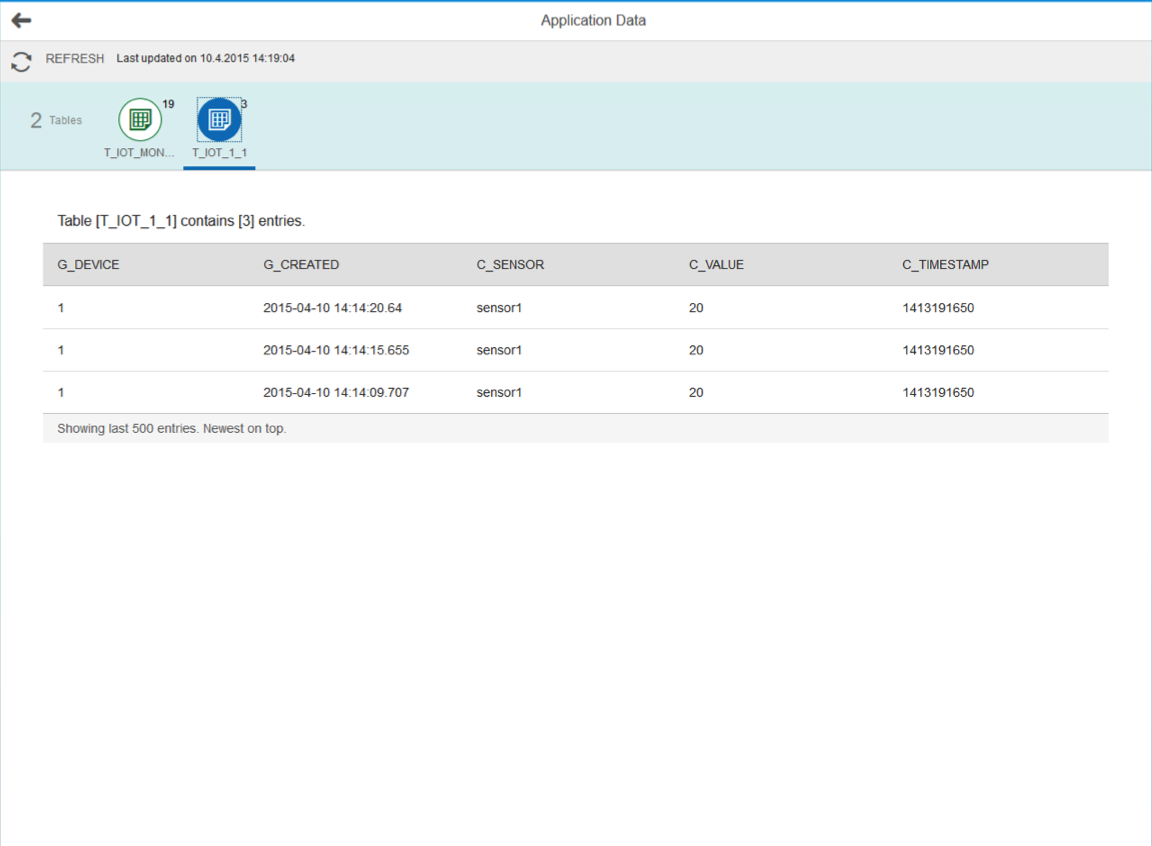 Application Data
REFRESH Last updated on 10.4.2015 14:19:04
2 Tables
19
T_IOT_MON...
3
T_IOT_1_1
Table [T_IOT_1_1] contains [3] entries.
G_DEVICE G_CREATED C_SENSOR C_VALUE C_TIMESTAMP
1 2015-04-10 14:14:20.64 sensor1 20 1413191650
1 2015-04-10 14:14:15.655 sensor1 20 1413191650
1 2015-04-10 14:14:09.707 sensor1 20 1413191650
Showing last 500 entries. Newest on top.